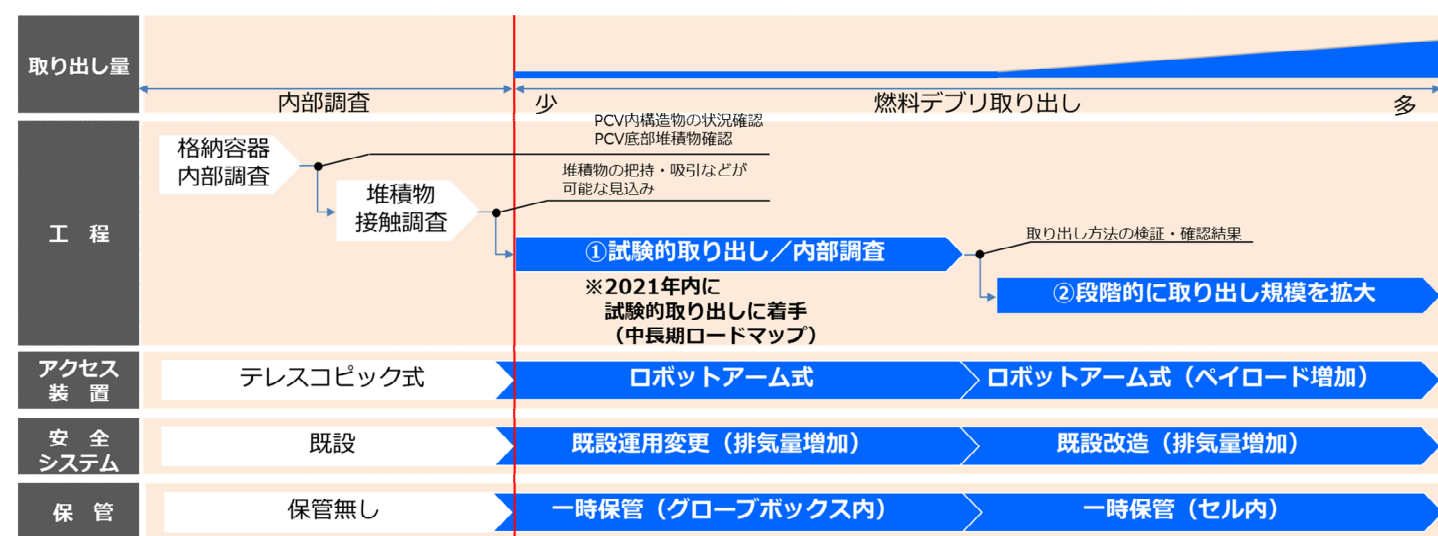 取り出し量
内部調査
少
燃料デブリ取り出し
多
工 程
格納容器
内部調査
PCV内構造物の状況確認
PCV底部堆積物確認
堆積物
接触調査
堆積物の把持・吸引などが
可能な見込み
①試験的取り出し／内部調査
※2021年内に
試験的取り出しに着手
（中長期ロードマップ）
取り出し方法の検証・確認結果
②段階的に取り出し規模を拡大
アクセス
装 置
テレスコピック式
ロボットアーム式
ロボットアーム式（ペイロード増加）
安 全
システム
既設
既設運用変更（排気量増加）
既設改造（排気量増加）
保 管
保管無し
一時保管（グローブボックス内）
一時保管（セル内）